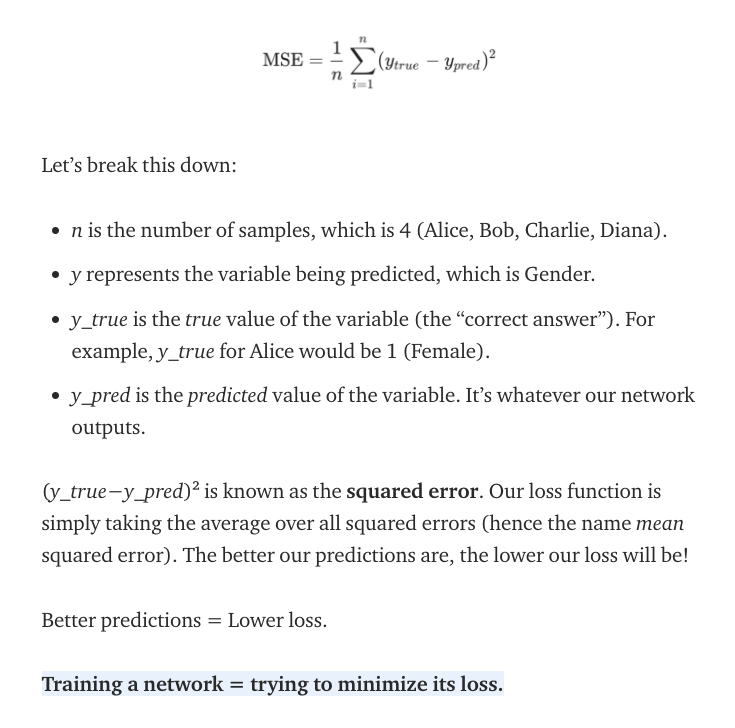 MSE = 1/n ∑_{i=1}^{n} (y_{true} − y_{pred})²
Let’s break this down:
• n is the number of samples, which is 4 (Alice, Bob, Charlie, Diana).
• y represents the variable being predicted, which is Gender.
• y_true is the true value of the variable (the “correct answer”). For
example, y_true for Alice would be 1 (Female).
• y_pred is the predicted value of the variable. It’s whatever our network
outputs.
(y_true−y_pred)² is known as the squared error. Our loss function is
simply taking the average over all squared errors (hence the name mean
squared error). The better our predictions are, the lower our loss will be!
Better predictions = Lower loss.
Training a network = trying to minimize its loss.